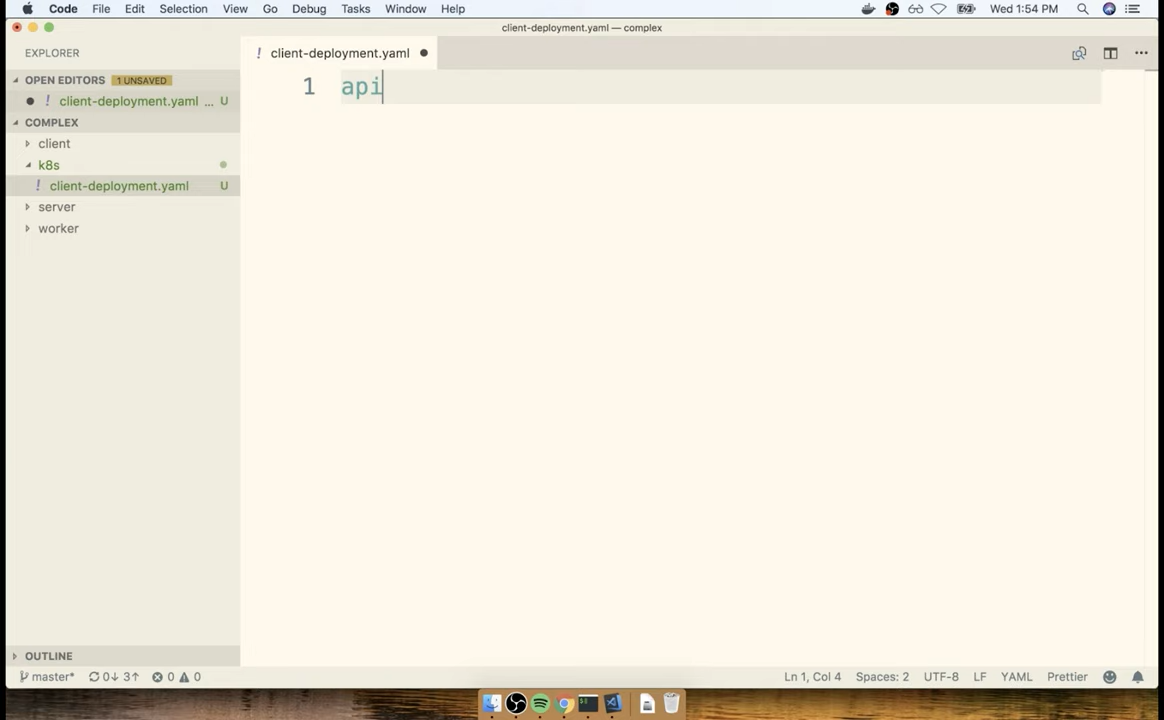 Code File Edit Selection View Go Debug Tasks Window Help Wed 1:54 PM
client-deployment.yaml — complex
EXPLORER
! client-deployment.yaml
OPEN EDITORS 1 UNSAVED
! client-deployment.yaml ... U
COMPLEX
client
k8s
! client-deployment.yaml U
server
worker
1 api
OUTLINE
master* 0↓ 3↑ 0 0 Ln 1, Col 4 Spaces: 2 UTF-8 LF YAML Prettier